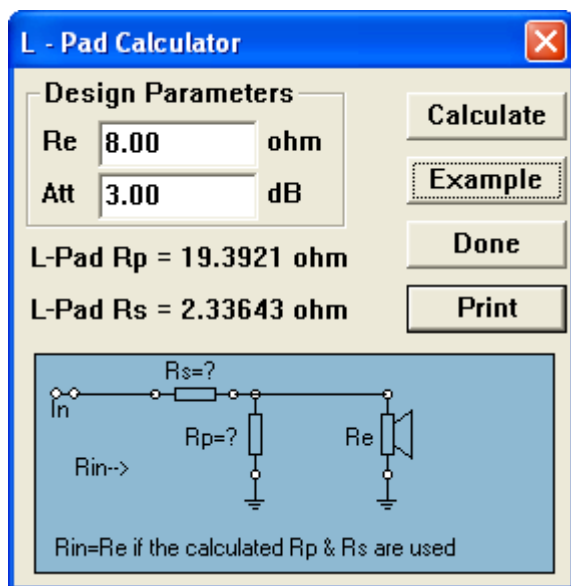 L - Pad Calculator
Design Parameters
Re 8.00 ohm
Att 3.00 dB
Calculate
Example
Done
Print
L-Pad Rp = 19.3921 ohm
L-Pad Rs = 2.33643 ohm
Rs=?
In
Rp=?
Re
Rin-->
Rin=Re if the calculated Rp & Rs are used